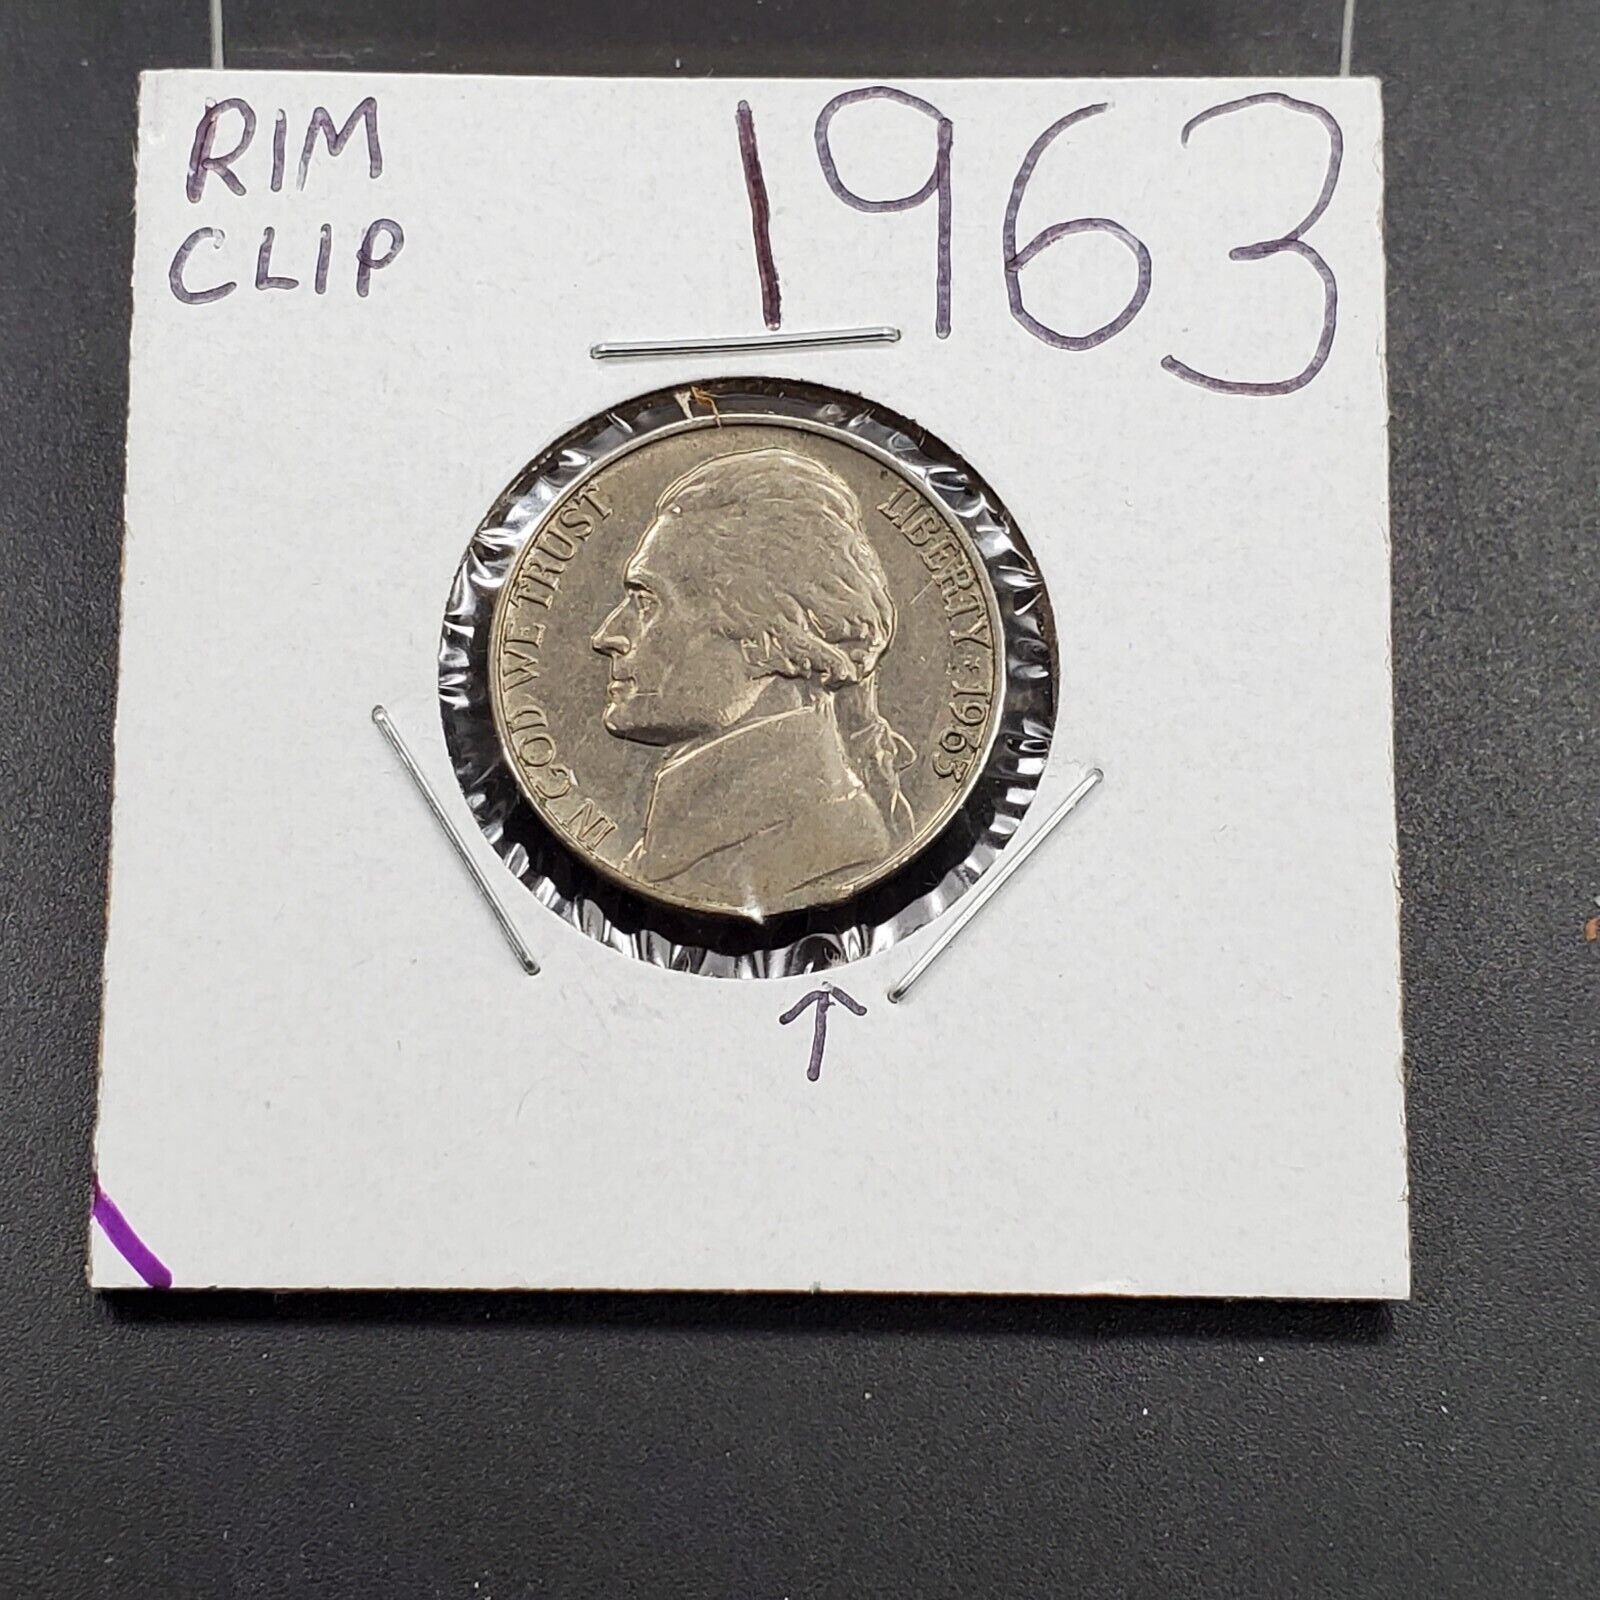 RIM
CLIP
1963
IN GOD WE TRUST
LIBERTY * 1963
↑